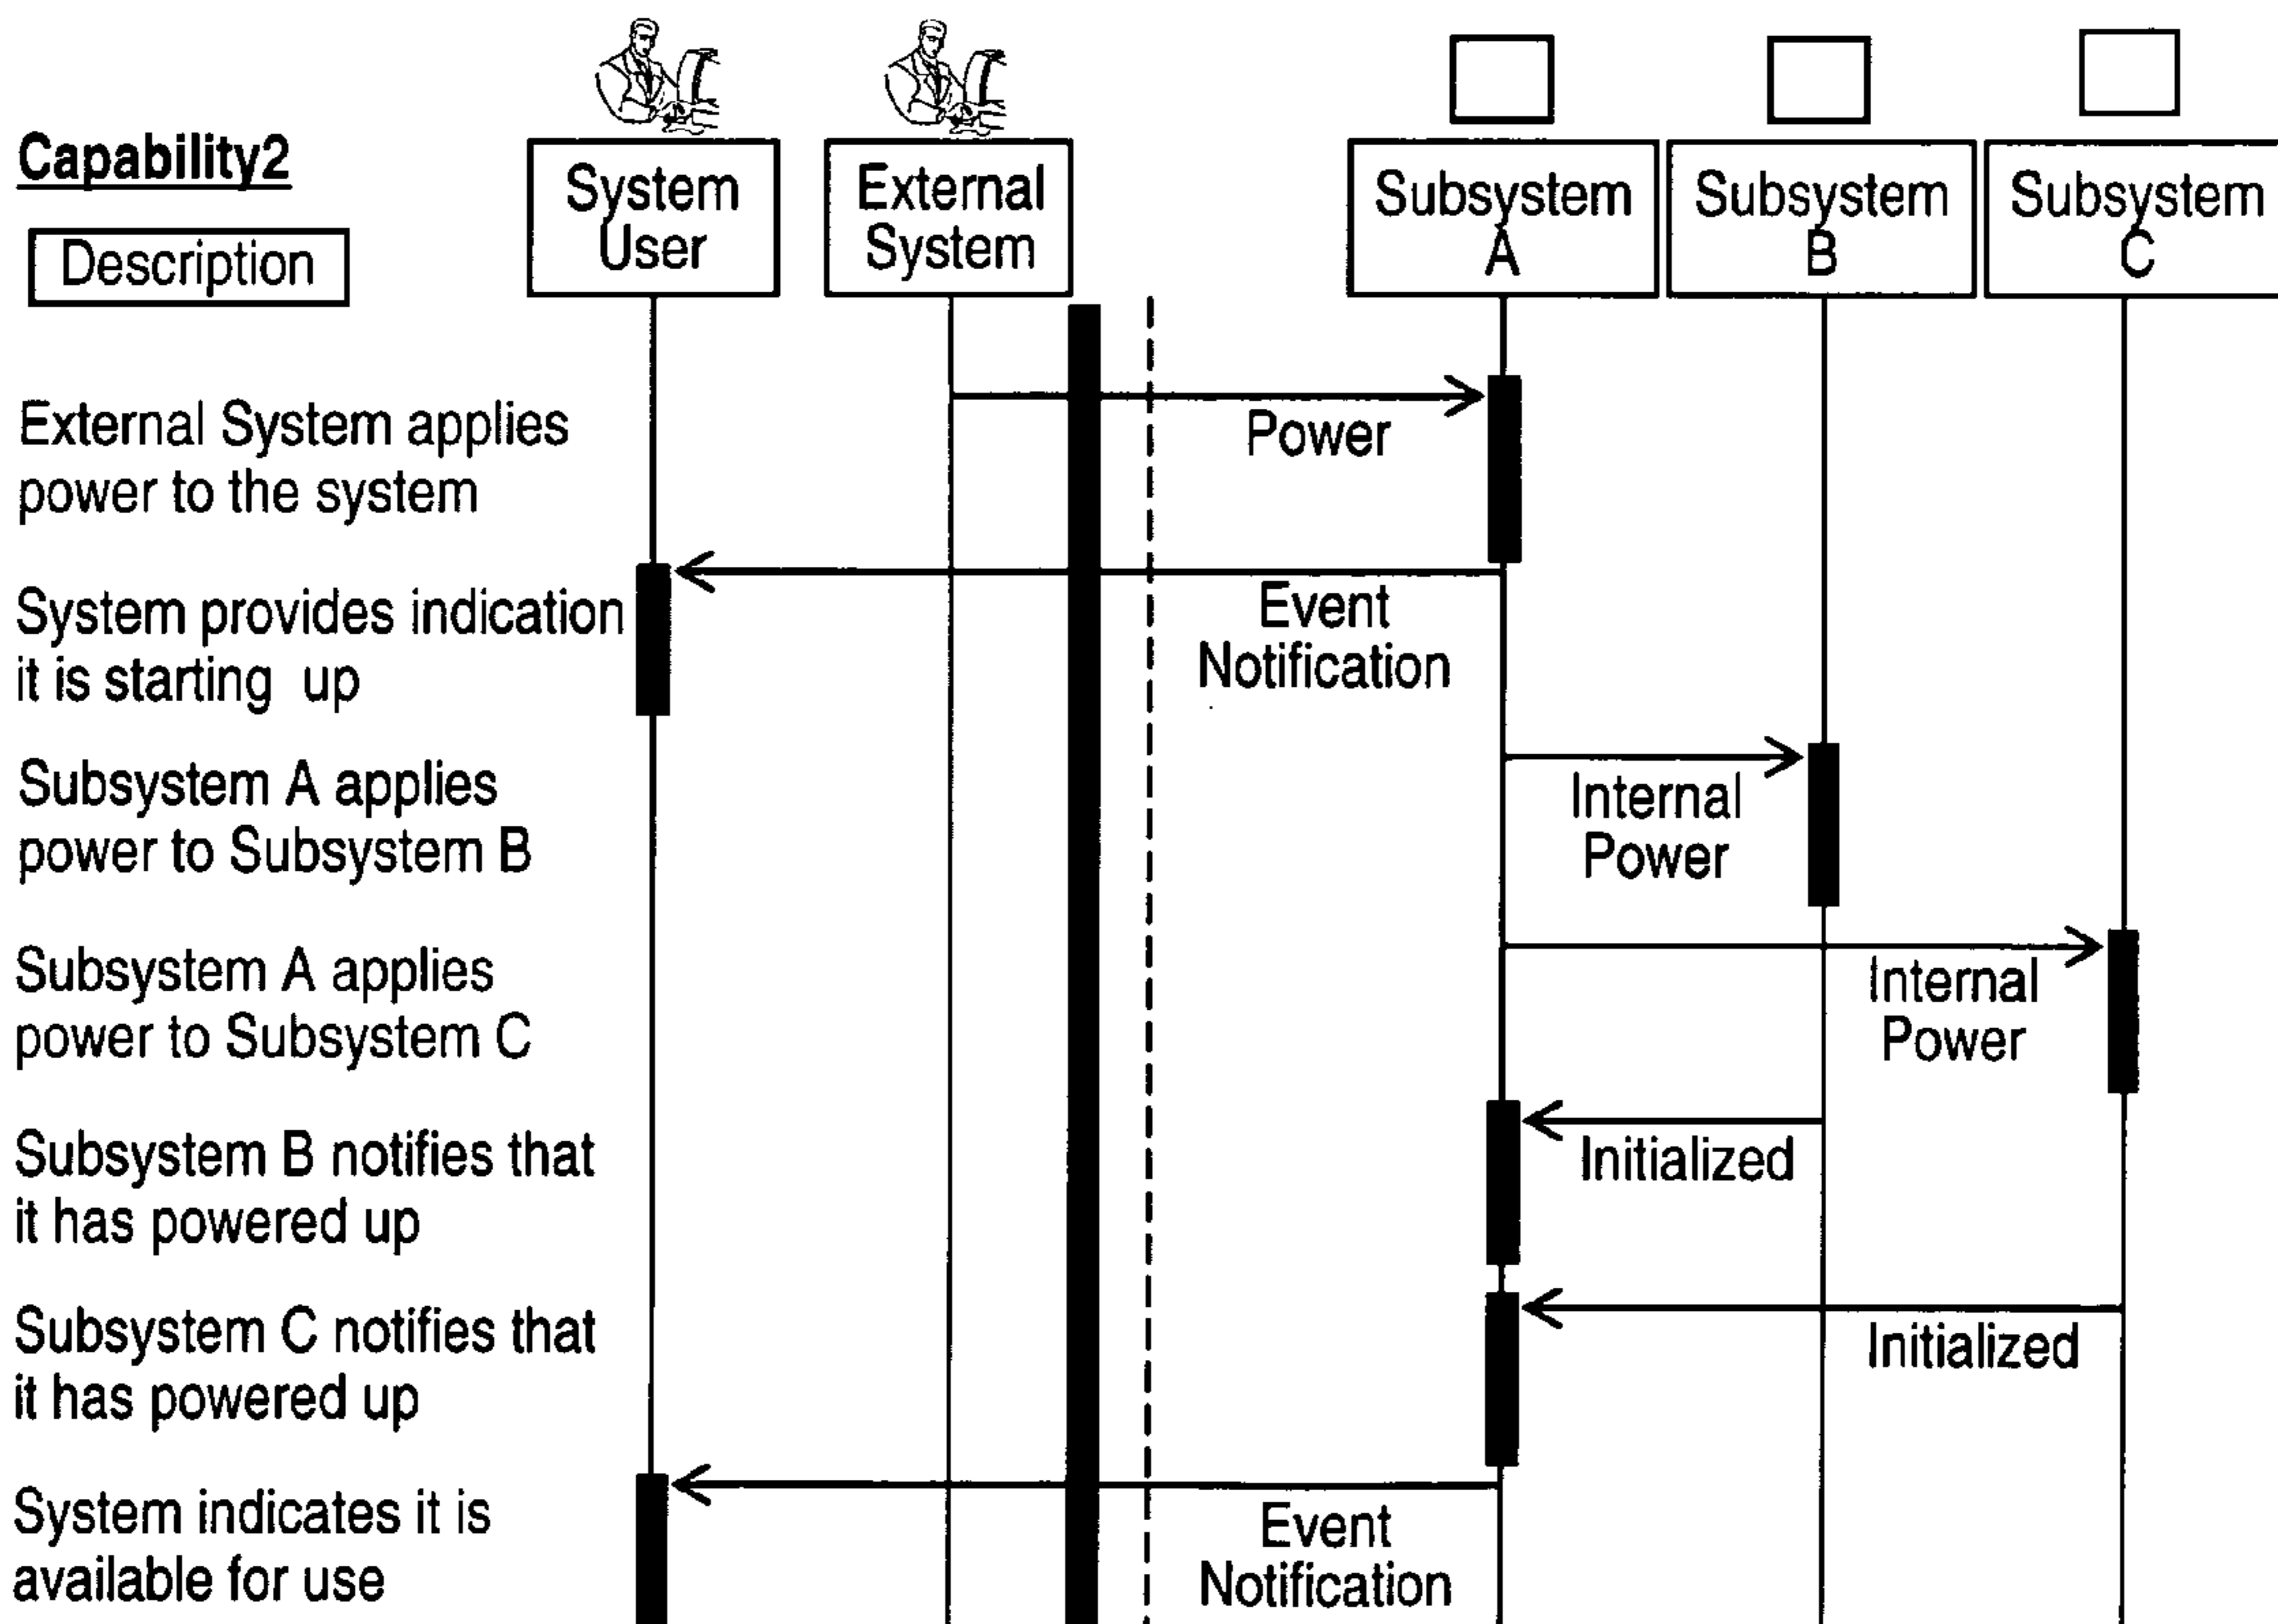 Capability2
Description
System
User
External
System
Subsystem
A
Subsystem
B
Subsystem
C
External System applies
power to the system
Power
System provides indication
it is starting up
Event
Notification
Subsystem A applies
power to Subsystem B
Internal
Power
Subsystem A applies
power to Subsystem C
Internal
Power
Subsystem B notifies that
it has powered up
Initialized
Subsystem C notifies that
it has powered up
Initialized
System indicates it is
available for use
Event
Notification